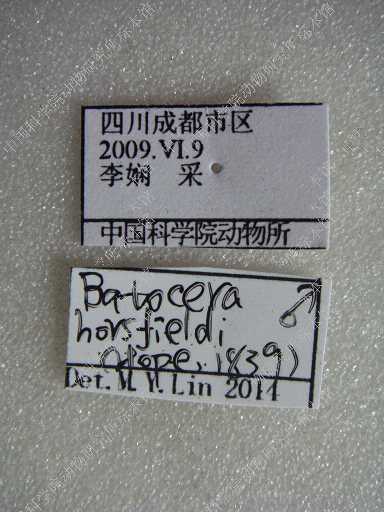 四川成都市区
2009.VI.9
李娴 采
中国科学院动物所
Batocera ♂
horsfieldi
(Hope, 1839)
Det. M. Y. Lin 2014